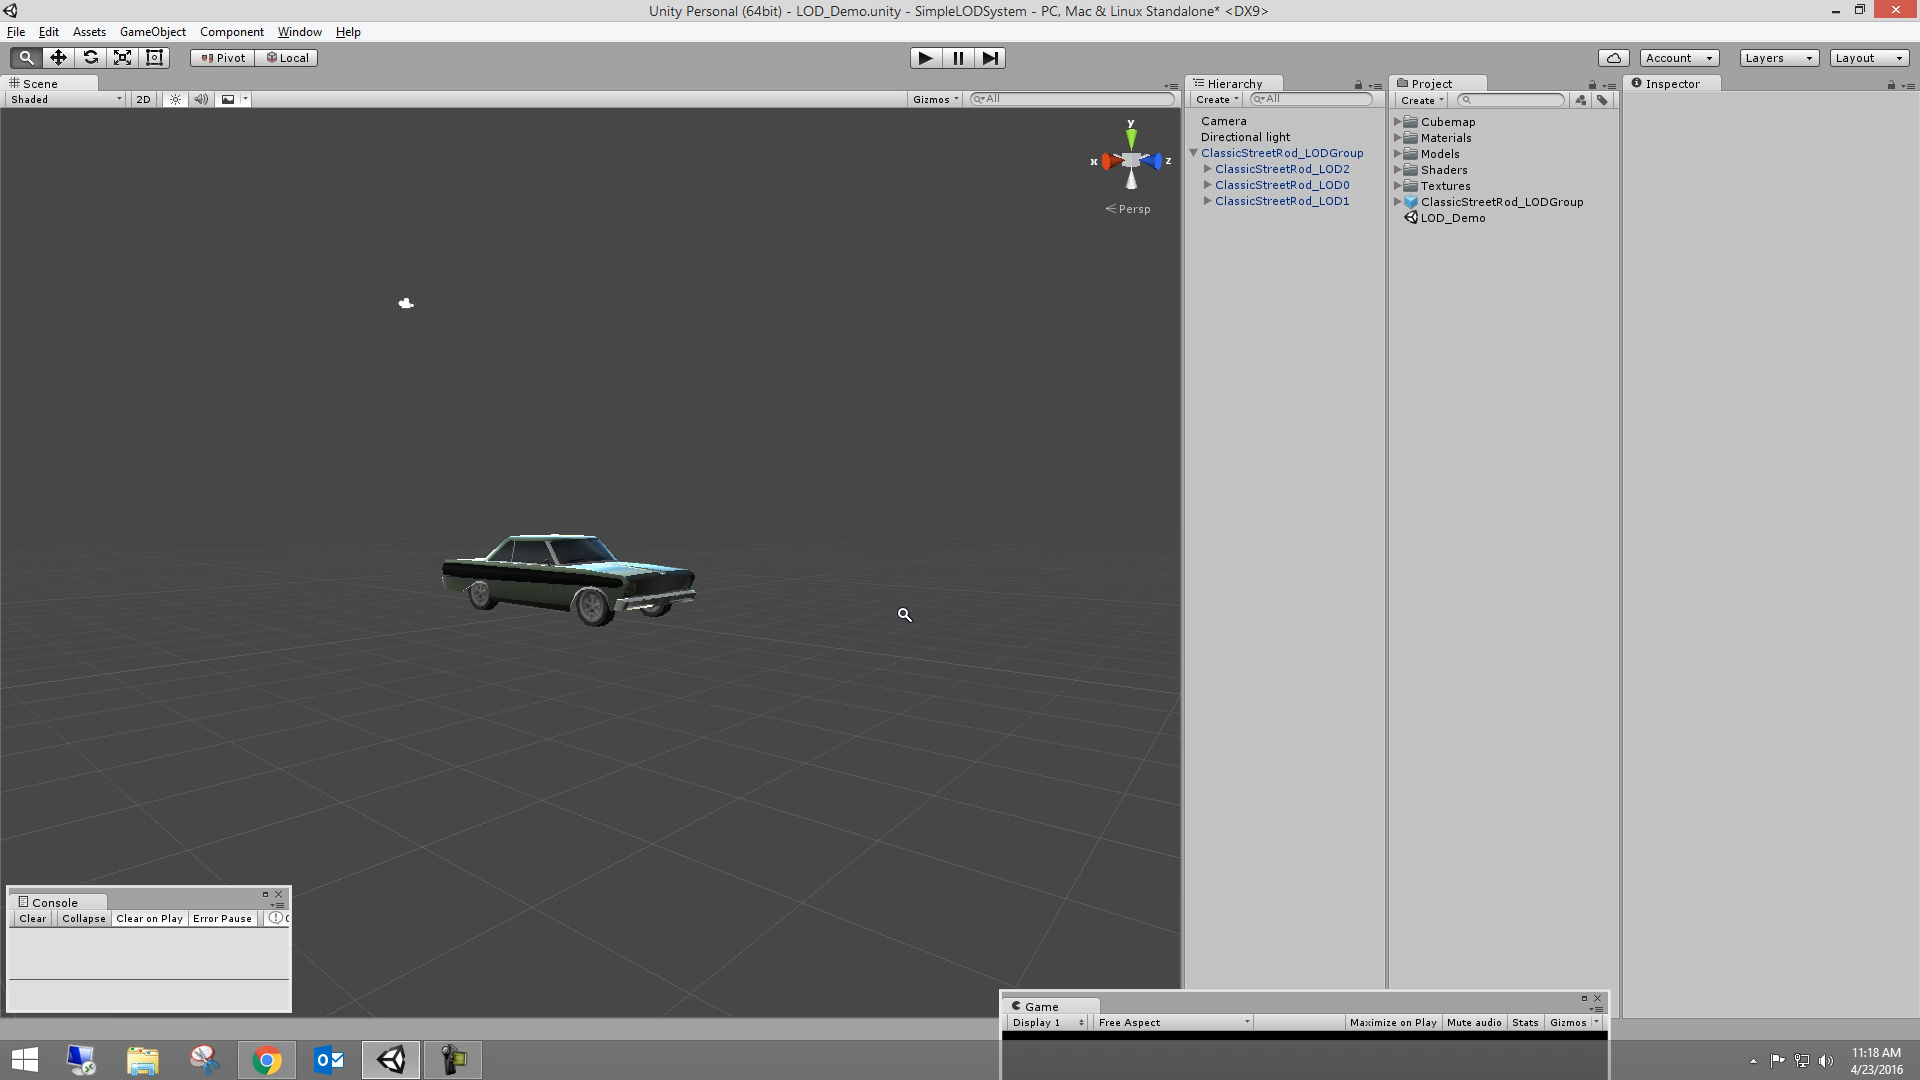 Unity Personal (64bit) - LOD_Demo.unity - SimpleLODSystem - PC, Mac & Linux Standalone* <DX9>
File Edit Assets GameObject Component Window Help
Pivot Local Account Layers Layout
Scene
Shaded 2D Gizmos All
y
x z
Persp
Hierarchy
Create All
Camera
Directional light
ClassicStreetRod_LODGroup
ClassicStreetRod_LOD2
ClassicStreetRod_LOD0
ClassicStreetRod_LOD1
Project
Create
Cubemap
Materials
Models
Shaders
Textures
ClassicStreetRod_LODGroup
LOD_Demo
Inspector
Console
Clear Collapse Clear on Play Error Pause
Game
Display 1 Free Aspect Maximize on Play Mute audio Stats Gizmos
11:18 AM
4/23/2016